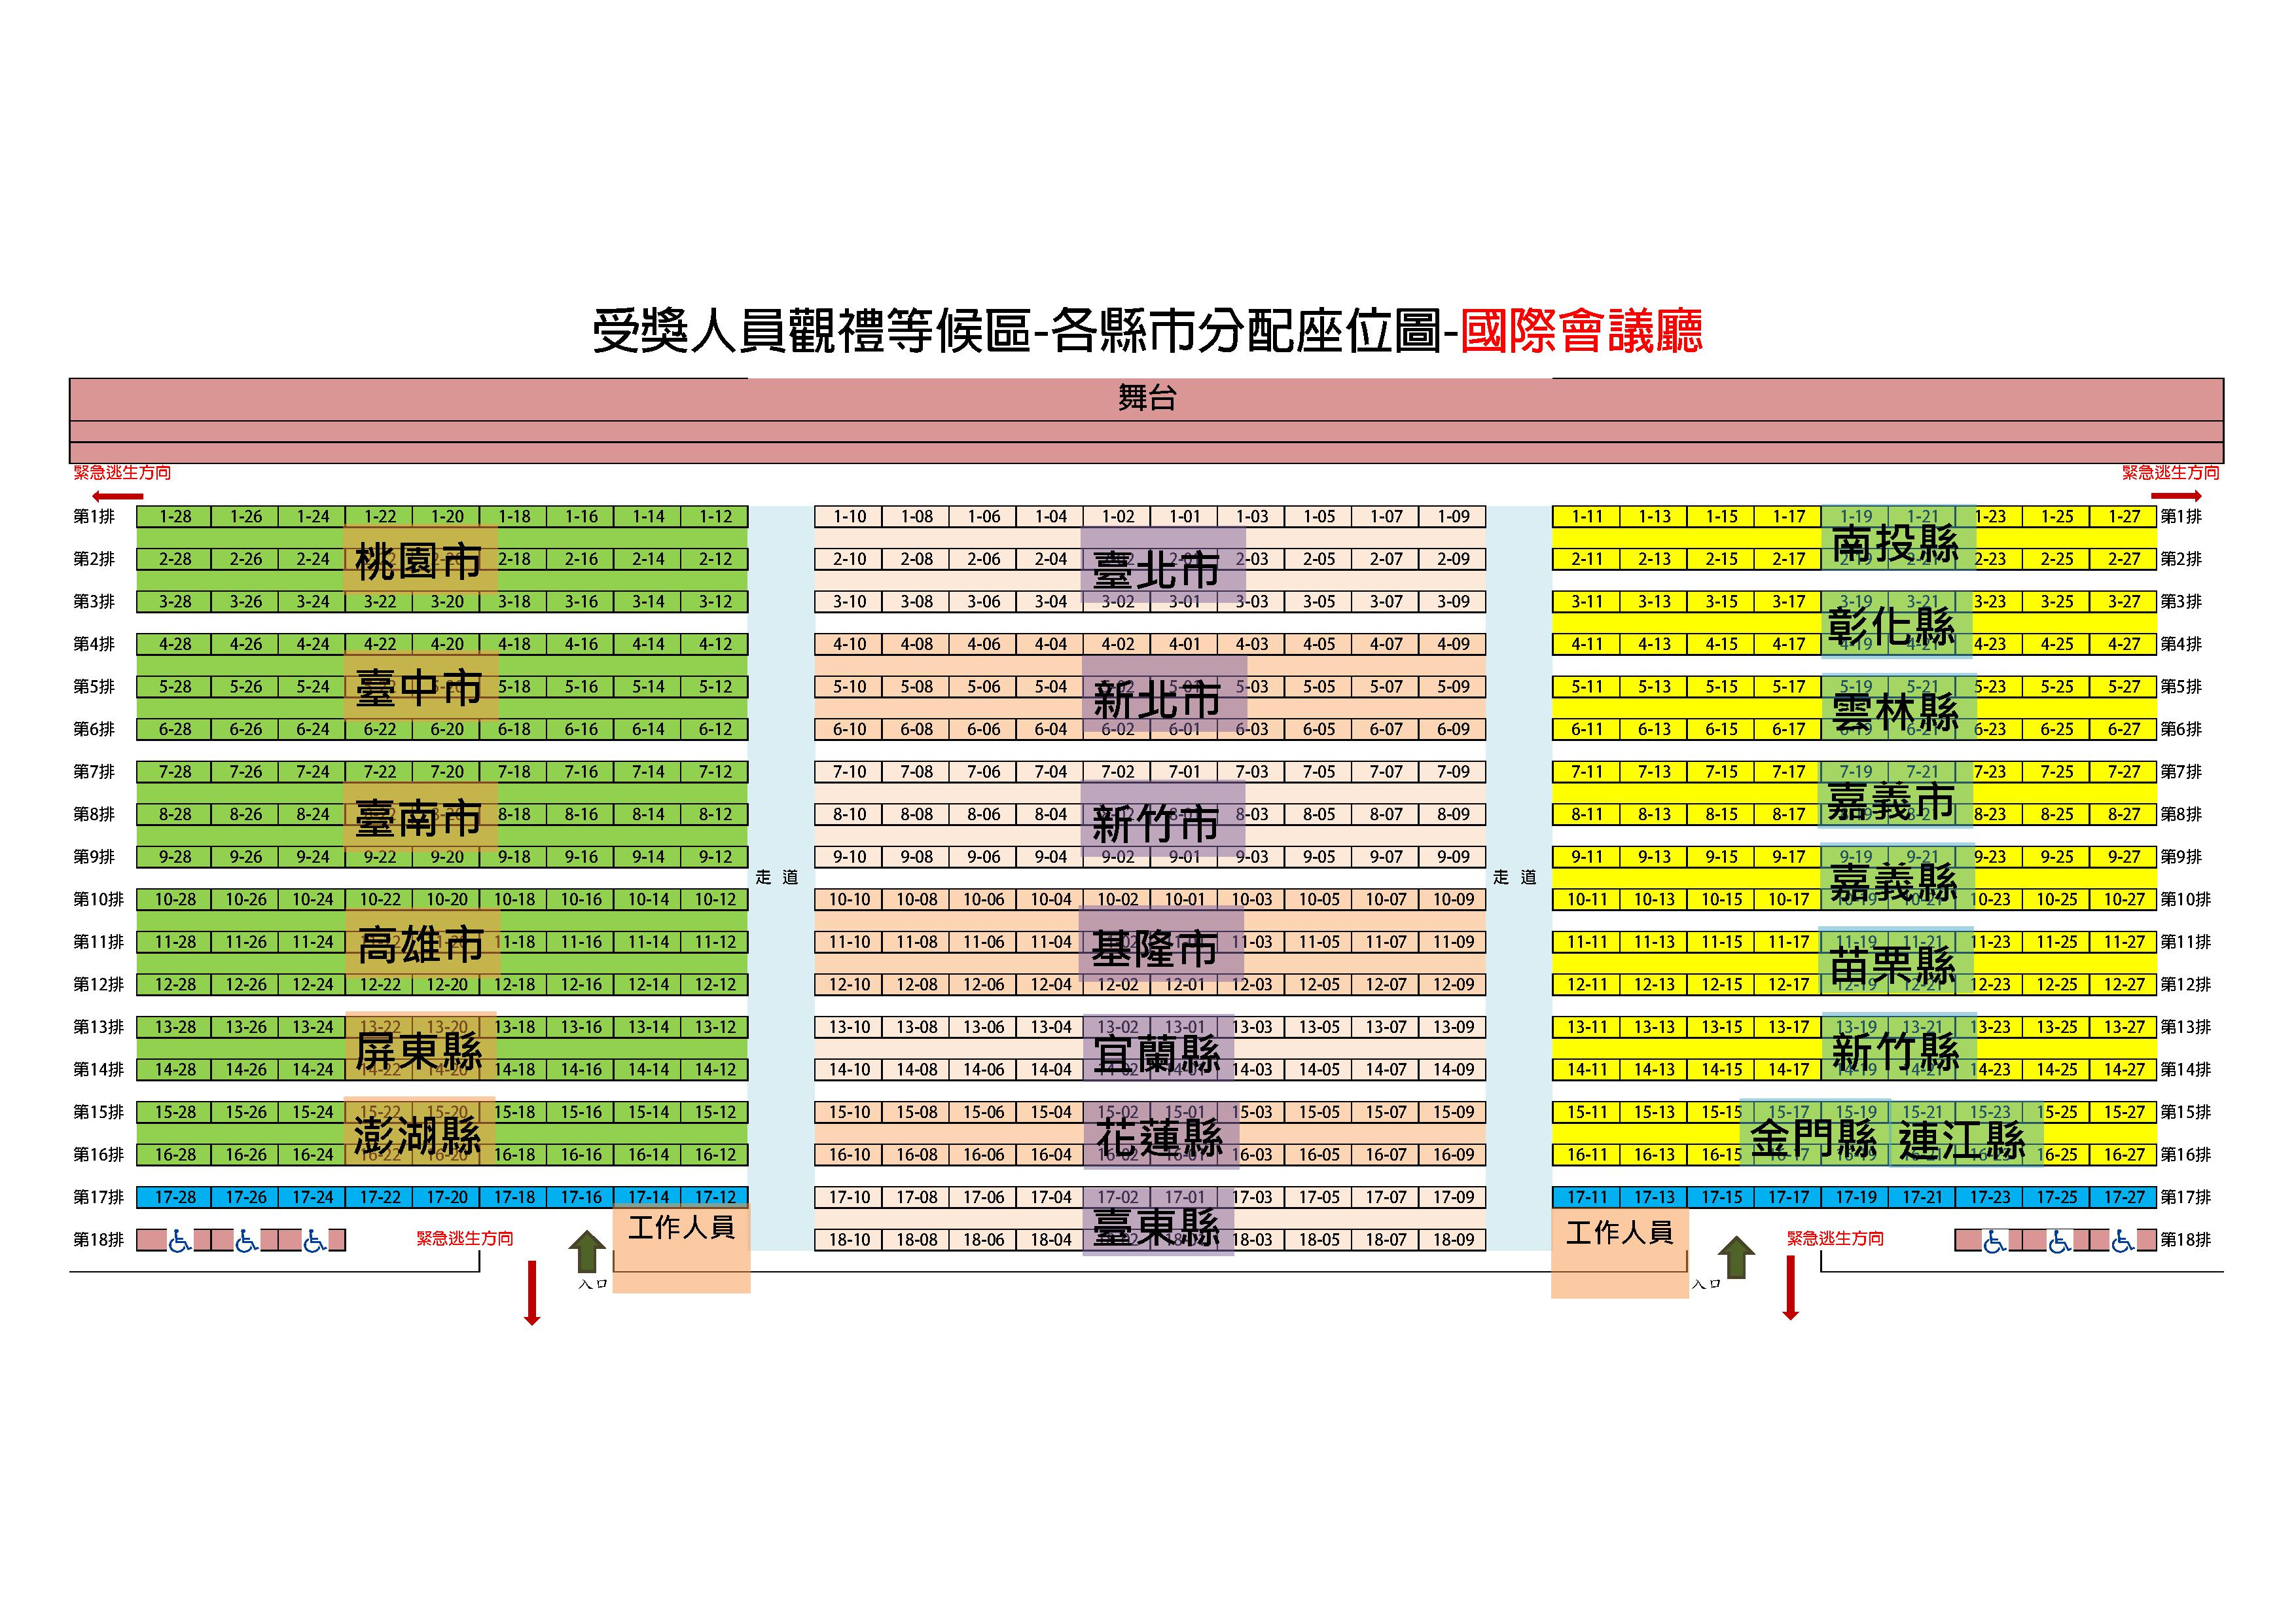 受獎人員觀禮等候區-各縣市分配座位圖-國際會議廳
舞台
緊急逃生方向 緊急逃生方向
第1排 1-28 1-26 1-24 1-22 1-20 1-18 1-16 1-14 1-12 1-10 1-08 1-06 1-04 1-02 1-01 1-03 1-05 1-07 1-09 1-11 1-13 1-15 1-17 1-19 1-21 1-23 1-25 1-27 第1排
桃園市 臺北市 南投縣
第2排 2-28 2-26 2-24 2-18 2-16 2-14 2-12 2-10 2-08 2-06 2-04 2-03 2-05 2-07 2-09 2-11 2-13 2-15 2-17 2-19 2-21 2-23 2-25 2-27 第2排
第3排 3-28 3-26 3-24 3-22 3-20 3-18 3-16 3-14 3-12 3-10 3-08 3-06 3-04 3-02 3-01 3-03 3-05 3-07 3-09 3-11 3-13 3-15 3-17 3-19 3-21 3-23 3-25 3-27 第3排
彰化縣
第4排 4-28 4-26 4-24 4-22 4-20 4-18 4-16 4-14 4-12 4-10 4-08 4-06 4-04 4-02 4-01 4-03 4-05 4-07 4-09 4-11 4-13 4-15 4-17 4-19 4-21 4-23 4-25 4-27 第4排
臺中市 新北市 雲林縣
第5排 5-28 5-26 5-24 5-18 5-16 5-14 5-12 5-10 5-08 5-06 5-04 5-02 5-01 5-03 5-05 5-07 5-09 5-11 5-13 5-15 5-17 5-19 5-21 5-23 5-25 5-27 第5排
第6排 6-28 6-26 6-24 6-22 6-20 6-18 6-16 6-14 6-12 6-10 6-08 6-06 6-04 6-02 6-01 6-03 6-05 6-07 6-09 6-11 6-13 6-15 6-17 6-19 6-21 6-23 6-25 6-27 第6排
第7排 7-28 7-26 7-24 7-22 7-20 7-18 7-16 7-14 7-12 7-10 7-08 7-06 7-04 7-02 7-01 7-03 7-05 7-07 7-09 7-11 7-13 7-15 7-17 7-19 7-21 7-23 7-25 7-27 第7排
臺南市 新竹市 嘉義市
第8排 8-28 8-26 8-24 8-18 8-16 8-14 8-12 8-10 8-08 8-06 8-04 8-03 8-05 8-07 8-09 8-11 8-13 8-15 8-17 8-19 8-21 8-23 8-25 8-27 第8排
第9排 9-28 9-26 9-24 9-22 9-20 9-18 9-16 9-14 9-12 9-10 9-08 9-06 9-04 9-02 9-01 9-03 9-05 9-07 9-09 9-11 9-13 9-15 9-17 9-19 9-21 9-23 9-25 9-27 第9排
走 道 走 道
嘉義縣
第10排 10-28 10-26 10-24 10-22 10-20 10-18 10-16 10-14 10-12 10-10 10-08 10-06 10-04 10-02 10-01 10-03 10-05 10-07 10-09 10-11 10-13 10-15 10-17 10-19 10-21 10-23 10-25 10-27 第10排
高雄市 基隆市 苗栗縣
第11排 11-28 11-26 11-24 11-18 11-16 11-14 11-12 11-10 11-08 11-06 11-04 11-03 11-05 11-07 11-09 11-11 11-13 11-15 11-17 11-19 11-21 11-23 11-25 11-27 第11排
第12排 12-28 12-26 12-24 12-22 12-20 12-18 12-16 12-14 12-12 12-10 12-08 12-06 12-04 12-02 12-01 12-03 12-05 12-07 12-09 12-11 12-13 12-15 12-17 12-19 12-21 12-23 12-25 12-27 第12排
第13排 13-28 13-26 13-24 13-22 13-20 13-18 13-16 13-14 13-12 13-10 13-08 13-06 13-04 13-02 13-01 13-03 13-05 13-07 13-09 13-11 13-13 13-15 13-17 13-19 13-21 13-23 13-25 13-27 第13排
屏東縣 宜蘭縣 新竹縣
第14排 14-28 14-26 14-24 14-22 14-20 14-18 14-16 14-14 14-12 14-10 14-08 14-06 14-04 14-02 14-01 14-03 14-05 14-07 14-09 14-11 14-13 14-15 14-17 14-19 14-21 14-23 14-25 14-27 第14排
第15排 15-28 15-26 15-24 15-22 15-20 15-18 15-16 15-14 15-12 15-10 15-08 15-06 15-04 15-02 15-01 15-03 15-05 15-07 15-09 15-11 15-13 15-15 15-17 15-19 15-21 15-23 15-25 15-27 第15排
澎湖縣 花蓮縣 金門縣 連江縣
第16排 16-28 16-26 16-24 16-22 16-20 16-18 16-16 16-14 16-12 16-10 16-08 16-06 16-04 16-02 16-01 16-03 16-05 16-07 16-09 16-11 16-13 16-15 16-17 16-19 16-21 16-23 16-25 16-27 第16排
第17排 17-28 17-26 17-24 17-22 17-20 17-18 17-16 17-14 17-12 17-10 17-08 17-06 17-04 17-02 17-01 17-03 17-05 17-07 17-09 17-11 17-13 17-15 17-17 17-19 17-21 17-23 17-25 17-27 第17排
工作人員 臺東縣 工作人員
第18排 緊急逃生方向 18-10 18-08 18-06 18-04 18-02 18-01 18-03 18-05 18-07 18-09 緊急逃生方向 第18排
入口 入口